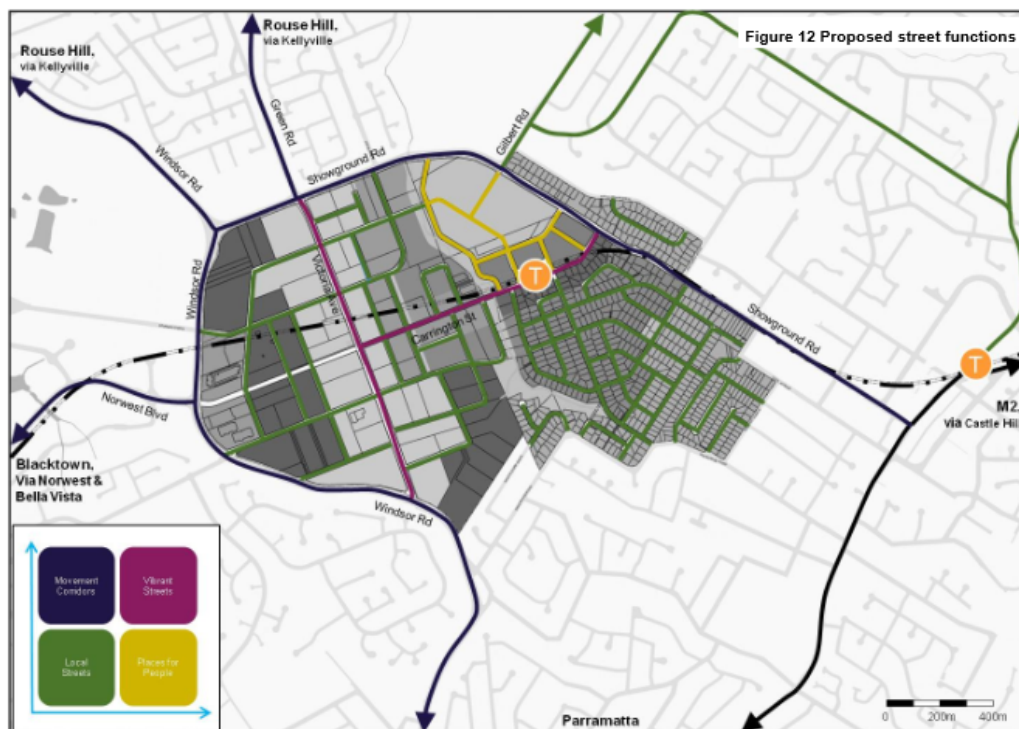 Figure 12 Proposed street functions
Rouse Hill,
via Kellyville
Rouse Hill,
via Kellyville
Green Rd
Gilbert Rd
Windsor Rd
Showground Rd
Windsor Rd
Victoria Ave
T
Carrington St
Showground Rd
T
Norwest Blvd
M2,
via Castle Hill
Blacktown,
Via Norwest &
Bella Vista
Windsor Rd
Movement
Corridors
Vibrant
Streets
Local
Streets
Places for
People
Parramatta
0 200m 400m